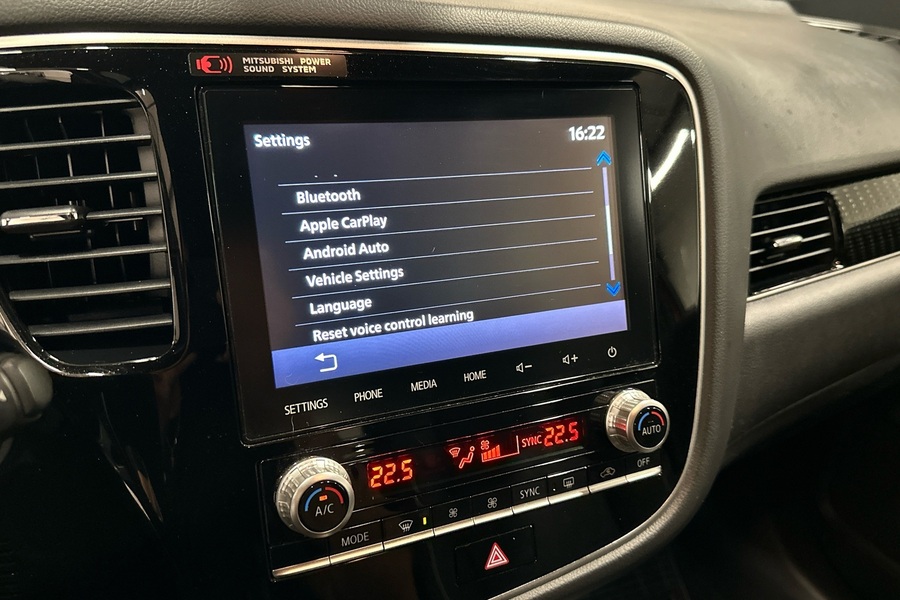 MITSUBISHI POWER
SOUND SYSTEM
Settings
16:22
Bluetooth
Apple CarPlay
Android Auto
Vehicle Settings
Language
Reset voice control learning
SETTINGS
PHONE
MEDIA
HOME
22.5
SYNC 22.5
A/C
AUTO
MODE
SYNC
OFF